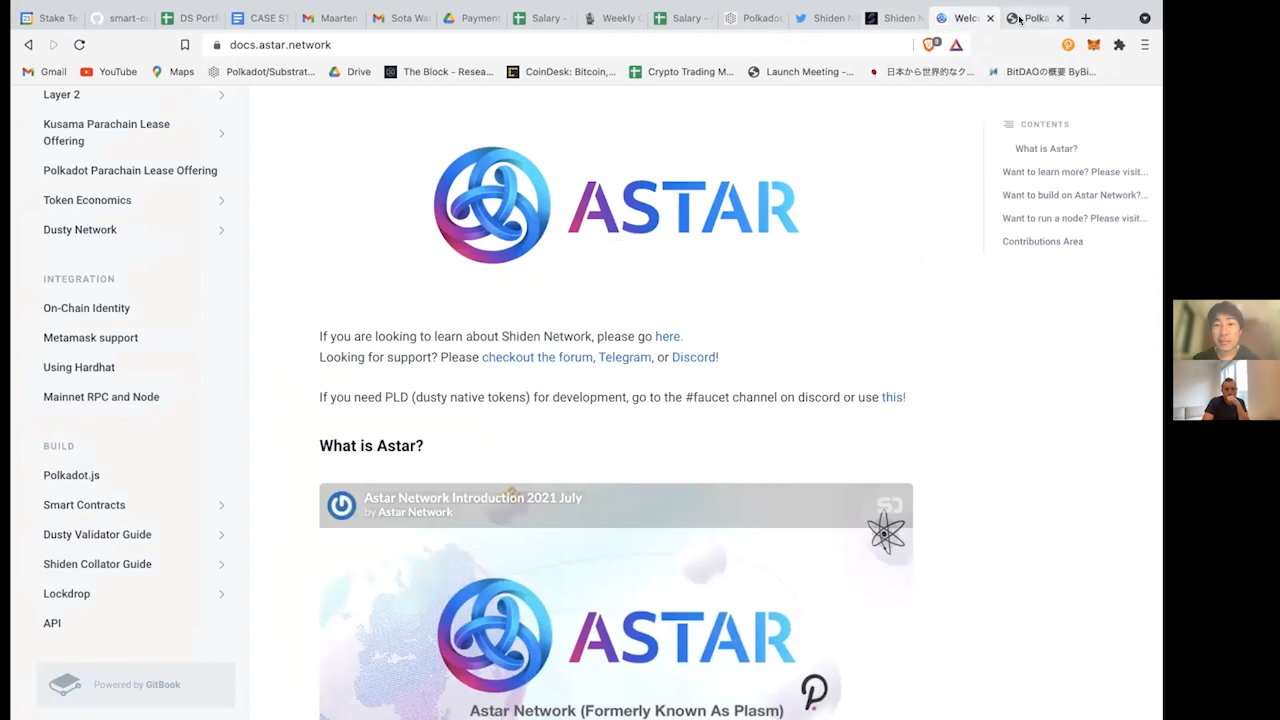 Stake Te
smart-c
DS Portf
CASE ST
Maarten
Sota Wa
Payment
Salary -
Weekly
Salary -
Polkado
Shiden N
Shiden N
Welc
Polka
docs.astar.network
Gmail
YouTube
Maps
Polkadot/Substrat...
Drive
The Block - Resea...
CoinDesk: Bitcoin,...
Crypto Trading M...
Launch Meeting -...
日本から世界的なク...
BitDAOの概要 ByBi...
Layer 2
Kusama Parachain Lease
Offering
Polkadot Parachain Lease Offering
Token Economics
Dusty Network
INTEGRATION
On-Chain Identity
Metamask support
Using Hardhat
Mainnet RPC and Node
BUILD
Polkadot.js
Smart Contracts
Dusty Validator Guide
Shiden Collator Guide
Lockdrop
API
Powered by GitBook
ASTAR
If you are looking to learn about Shiden Network, please go here.
Looking for support? Please checkout the forum, Telegram, or Discord!
If you need PLD (dusty native tokens) for development, go to the #faucet channel on discord or use this!
What is Astar?
Astar Network Introduction 2021 July
by Astar Network
ASTAR
Astar Network (Formerly Known As Plasm)
CONTENTS
What is Astar?
Want to learn more? Please visit...
Want to build on Astar Network?...
Want to run a node? Please visit...
Contributions Area